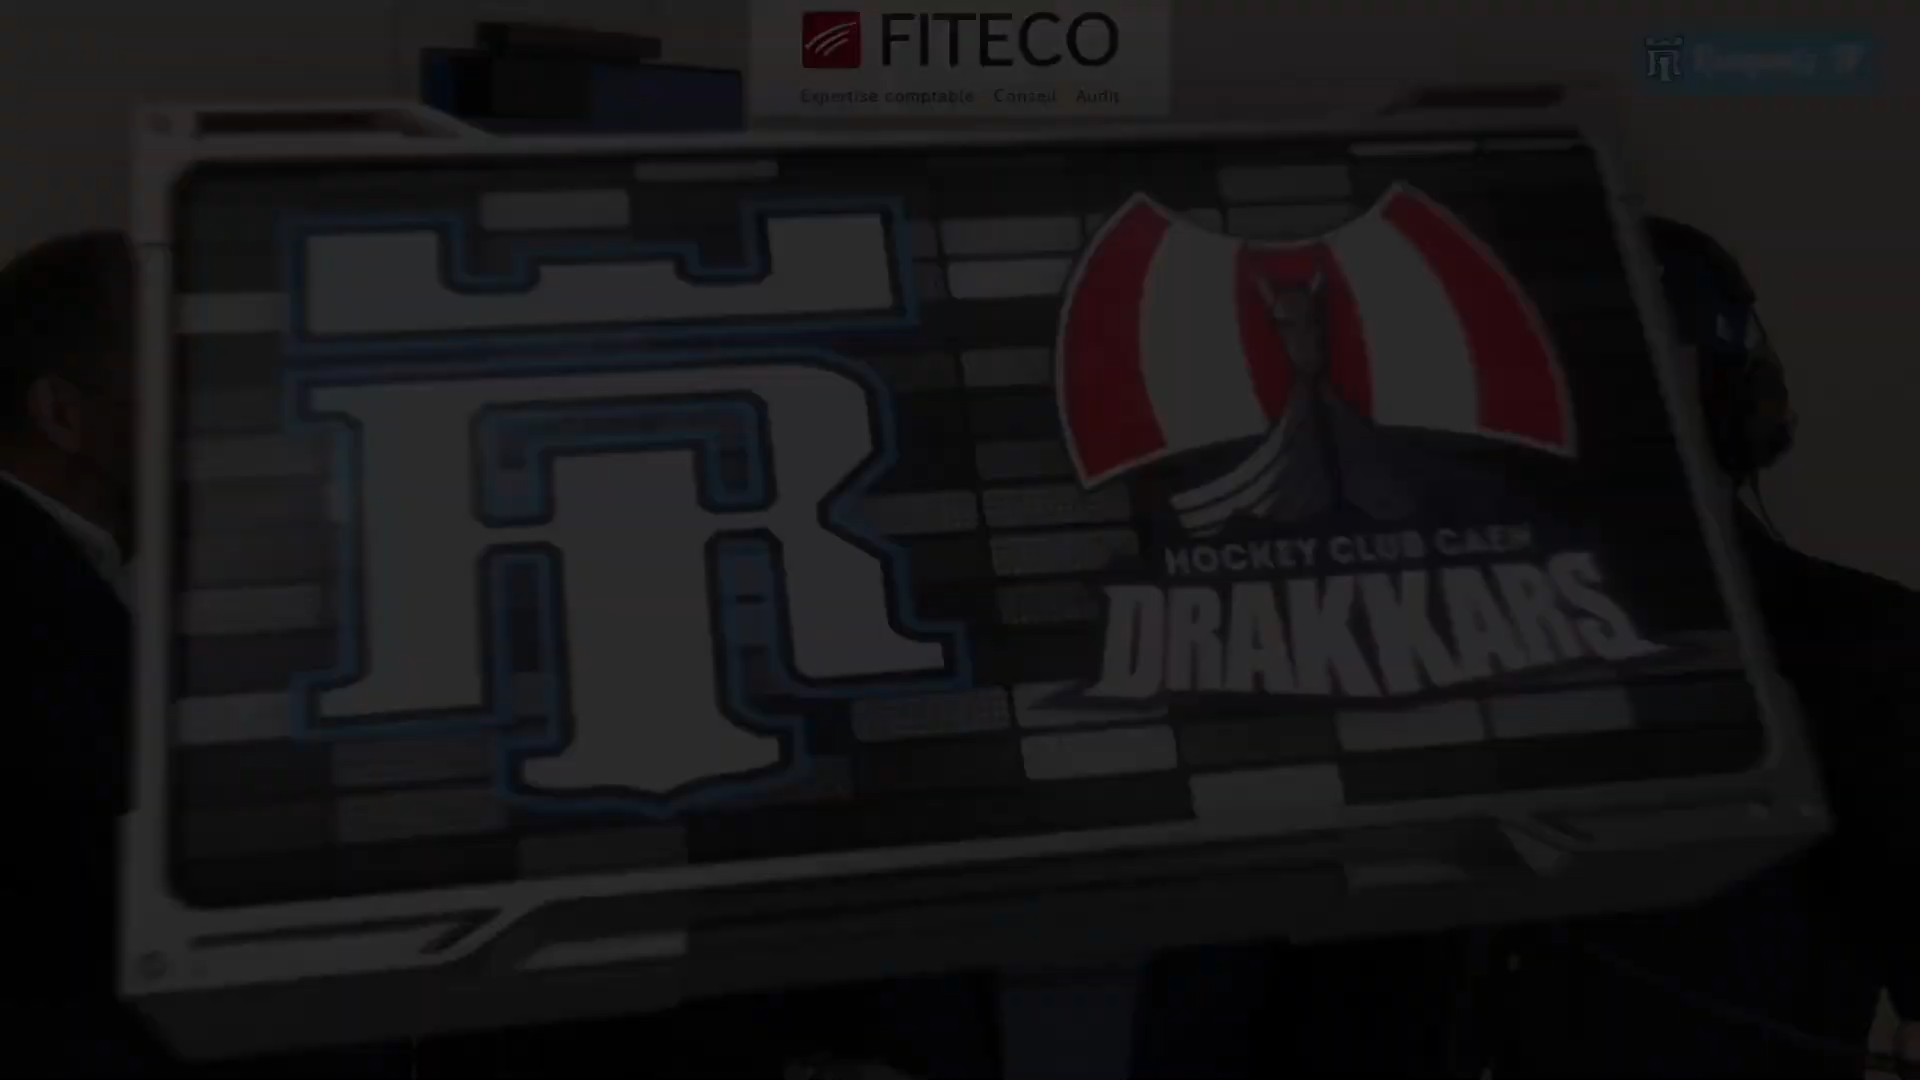 FITECO
Expertise comptable Conseil Audit
HOCKEY CLUB CAEN
DRAKKARS